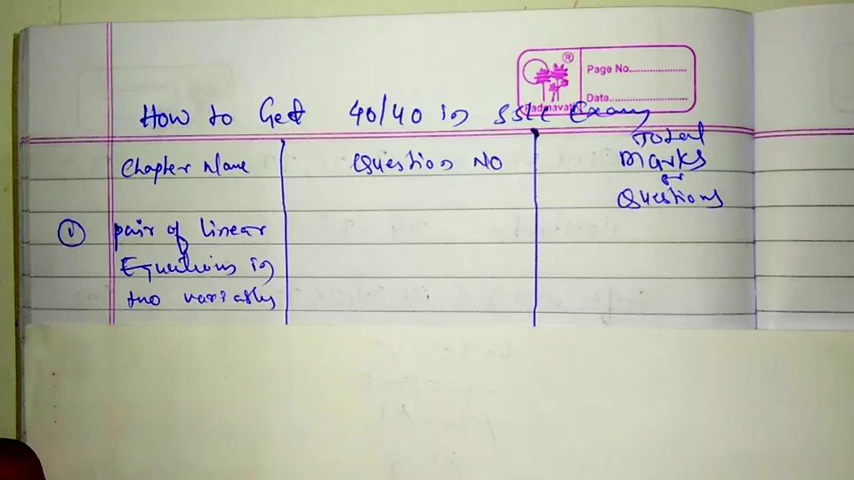 Page No...............
Date...............
Padmavati
How to Get 40/40 in SSLC Exam
Chapter Name
Question No
Total
Marks
or
Questions
① pair of linear
Equations in
two variables